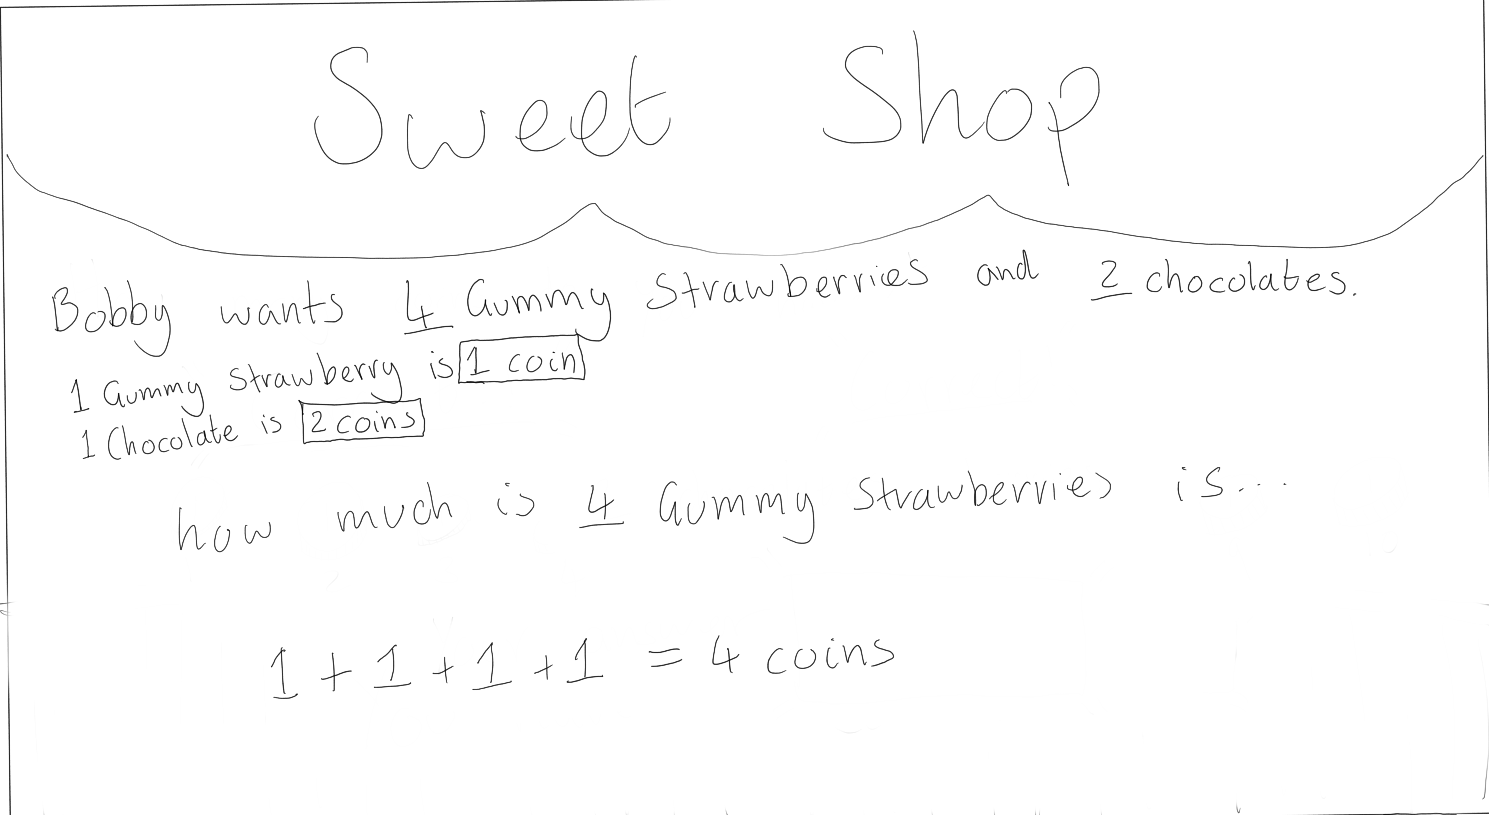 Sweet Shop
Bobby wants 4 Gummy Strawberries and 2 chocolates.
1 Gummy Strawberry is 1 coin
1 Chocolate is 2 coins
how much is 4 Gummy Strawberries is...
1 + 1 + 1 + 1 = 4 coins